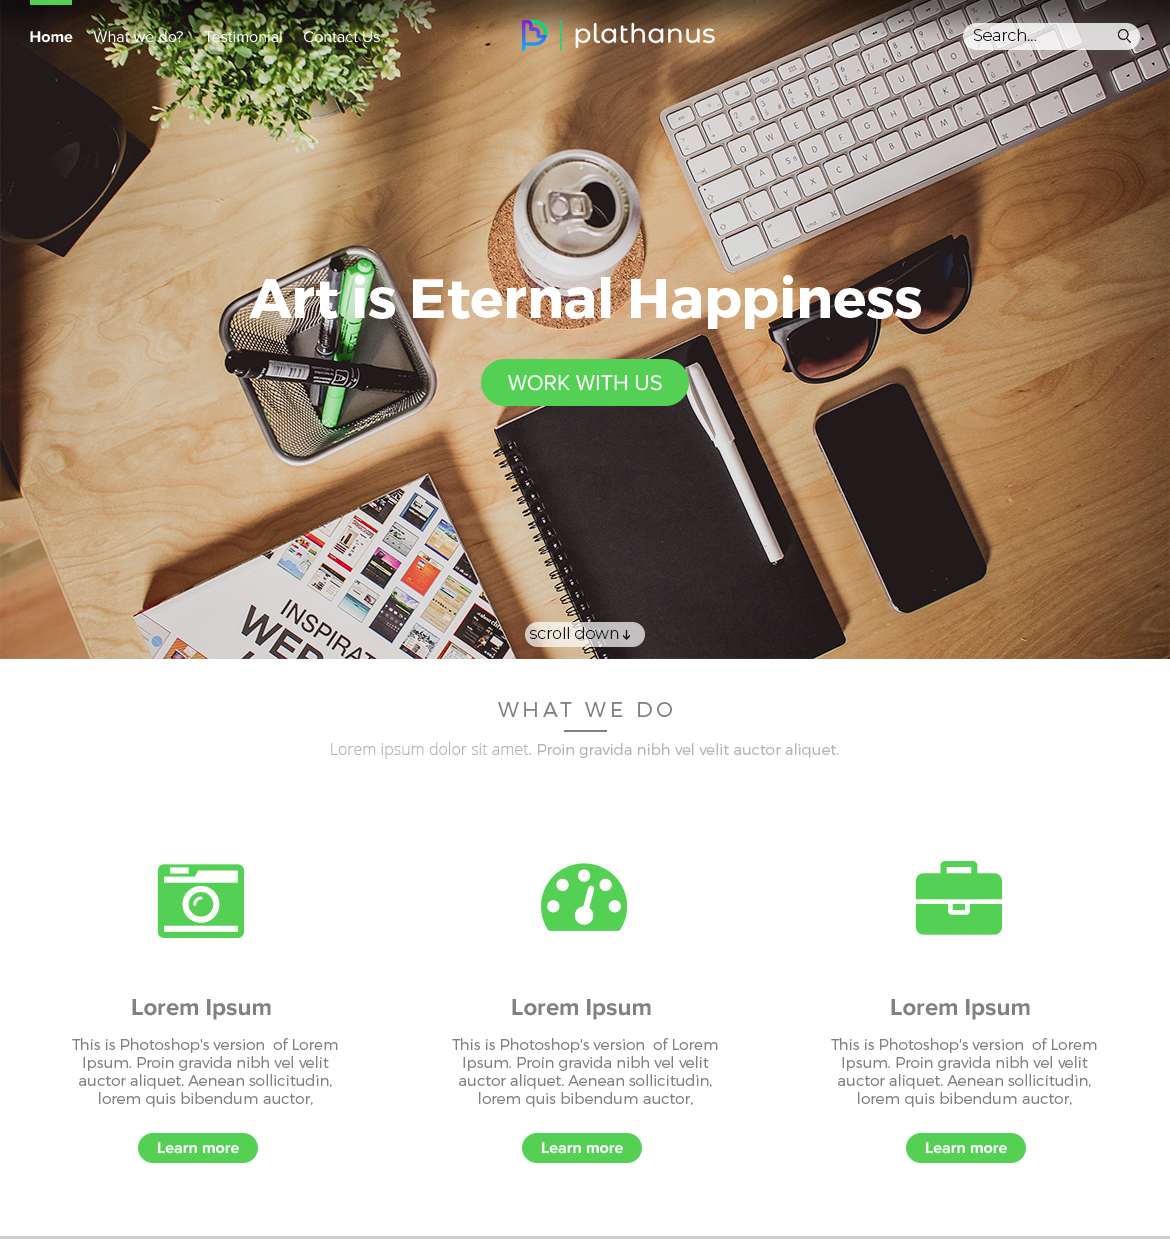 Home What we do? Testimonial Contact Us
plathanus
Search...
Art is Eternal Happiness
WORK WITH US
INSPIRAT
WEB
scroll down
WHAT WE DO
Lorem ipsum dolor sit amet. Proin gravida nibh vel velit auctor aliquet.
Lorem Ipsum
This is Photoshop's version of Lorem
Ipsum. Proin gravida nibh vel velit
auctor aliquet. Aenean sollicitudin,
lorem quis bibendum auctor,
Learn more
Lorem Ipsum
This is Photoshop's version of Lorem
Ipsum. Proin gravida nibh vel velit
auctor aliquet. Aenean sollicitudin,
lorem quis bibendum auctor,
Learn more
Lorem Ipsum
This is Photoshop's version of Lorem
Ipsum. Proin gravida nibh vel velit
auctor aliquet. Aenean sollicitudin,
lorem quis bibendum auctor,
Learn more